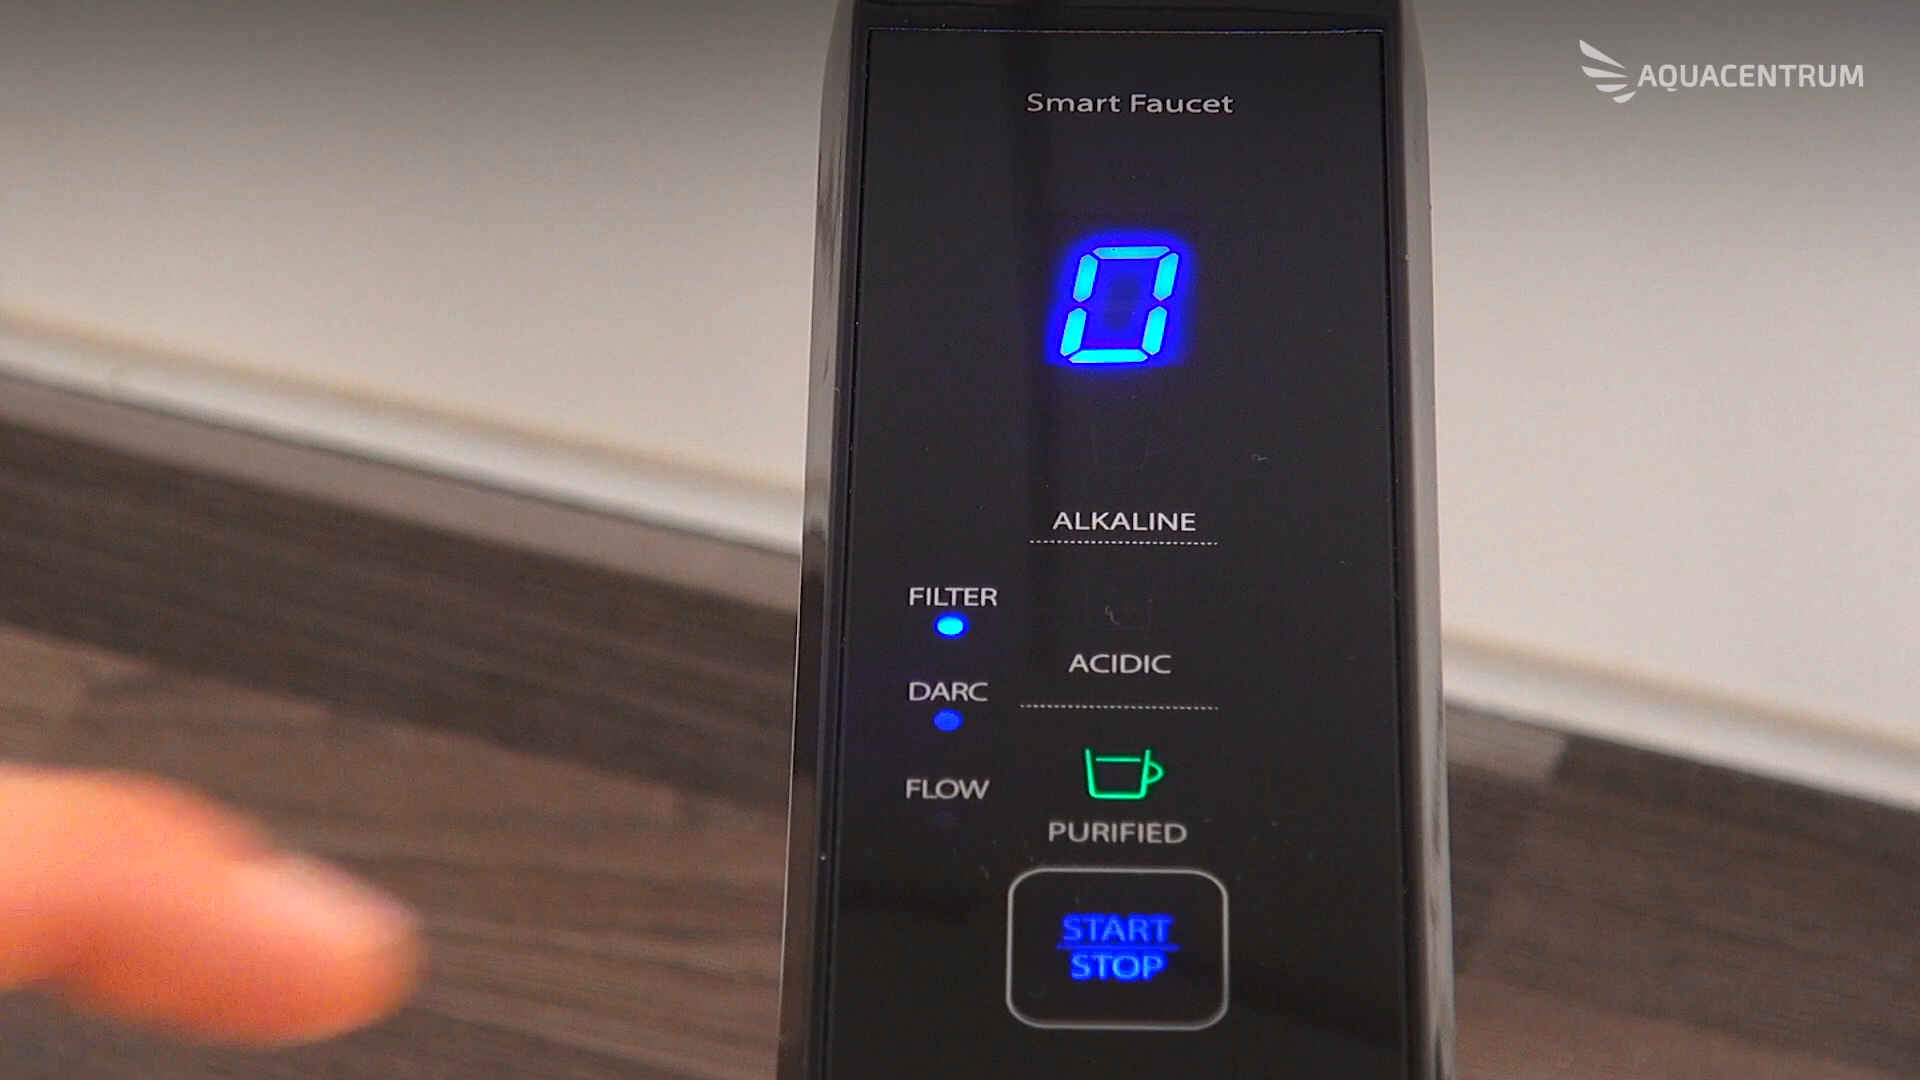 AQUACENTRUM
Smart Faucet
0
ALKALINE
FILTER
ACIDIC
DARC
FLOW
PURIFIED
START
STOP